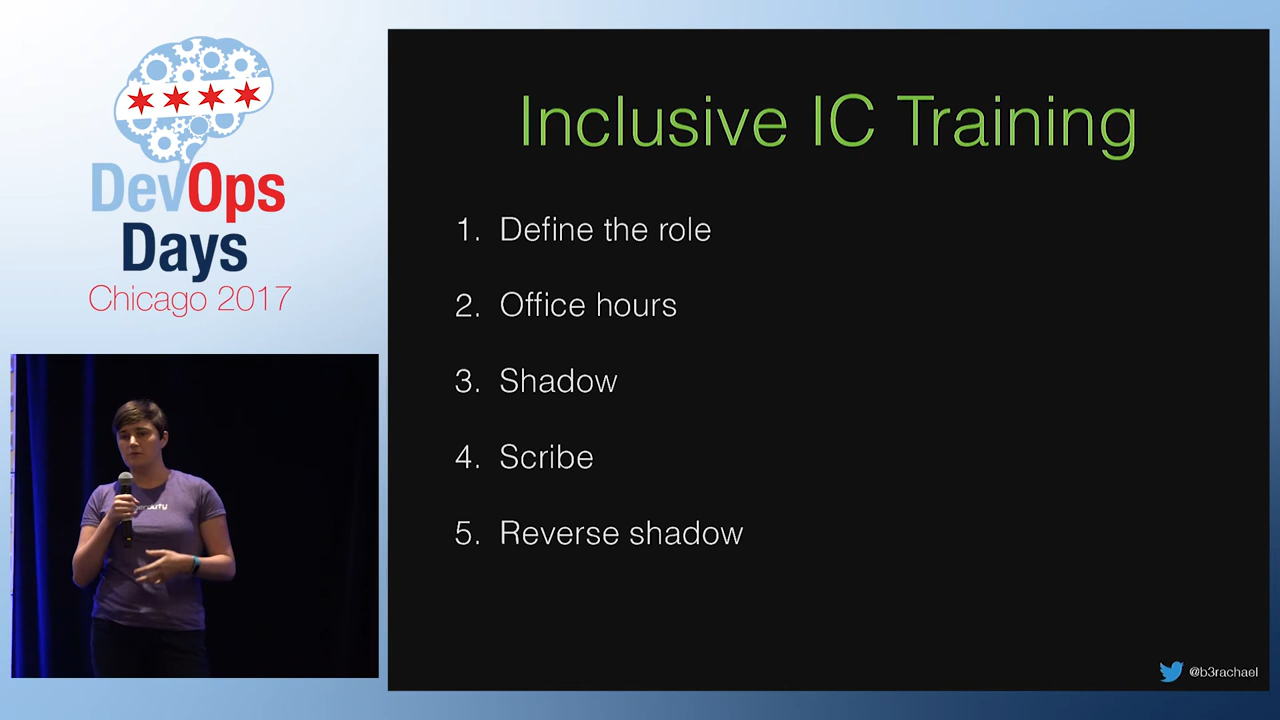 DevOps
Days
Chicago 2017
Inclusive IC Training
1. Define the role
2. Office hours
3. Shadow
4. Scribe
5. Reverse shadow
@b3rachael